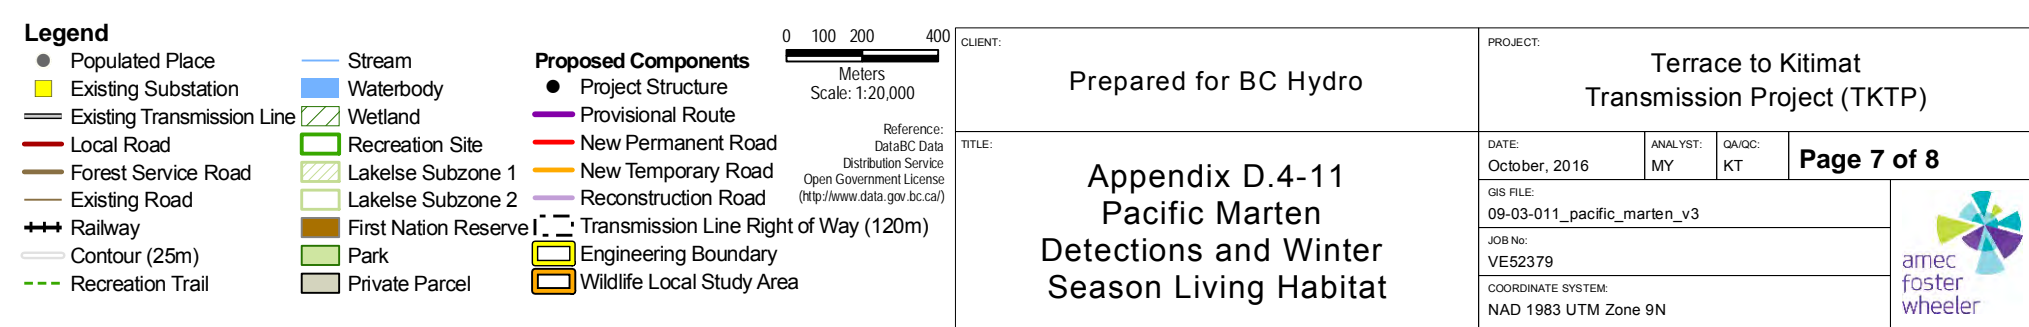 Legend
Populated Place
Existing Substation
Existing Transmission Line
Local Road
Forest Service Road
Existing Road
Railway
Contour (25m)
Recreation Trail
Stream
Waterbody
Wetland
Recreation Site
Lakelse Subzone 1
Lakelse Subzone 2
First Nation Reserve
Park
Private Parcel
Proposed Components
Project Structure
Provisional Route
New Permanent Road
New Temporary Road
Reconstruction Road
Transmission Line Right of Way (120m)
Engineering Boundary
Wildlife Local Study Area
0 100 200 400
Meters
Scale: 1:20,000
Reference:
DataBC Data
Distribution Service
Open Government License
(http://www.data.gov.bc.ca/)
CLIENT:
Prepared for BC Hydro
TITLE:
Appendix D.4-11
Pacific Marten
Detections and Winter
Season Living Habitat
PROJECT:
Terrace to Kitimat
Transmission Project (TKTP)
DATE:
October, 2016
ANALYST:
MY
QA/QC:
KT
Page 7 of 8
GIS FILE:
09-03-011_pacific_marten_v3
JOB No:
VE52379
COORDINATE SYSTEM:
NAD 1983 UTM Zone 9N
amec
foster
wheeler